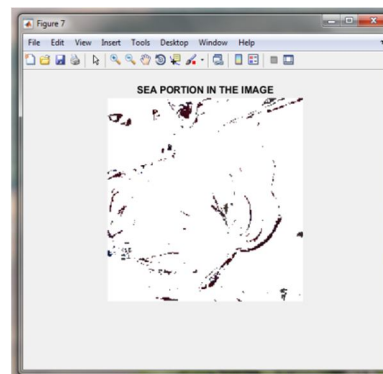 Figure 7
File Edit View Insert Tools Desktop Window Help
SEA PORTION IN THE IMAGE